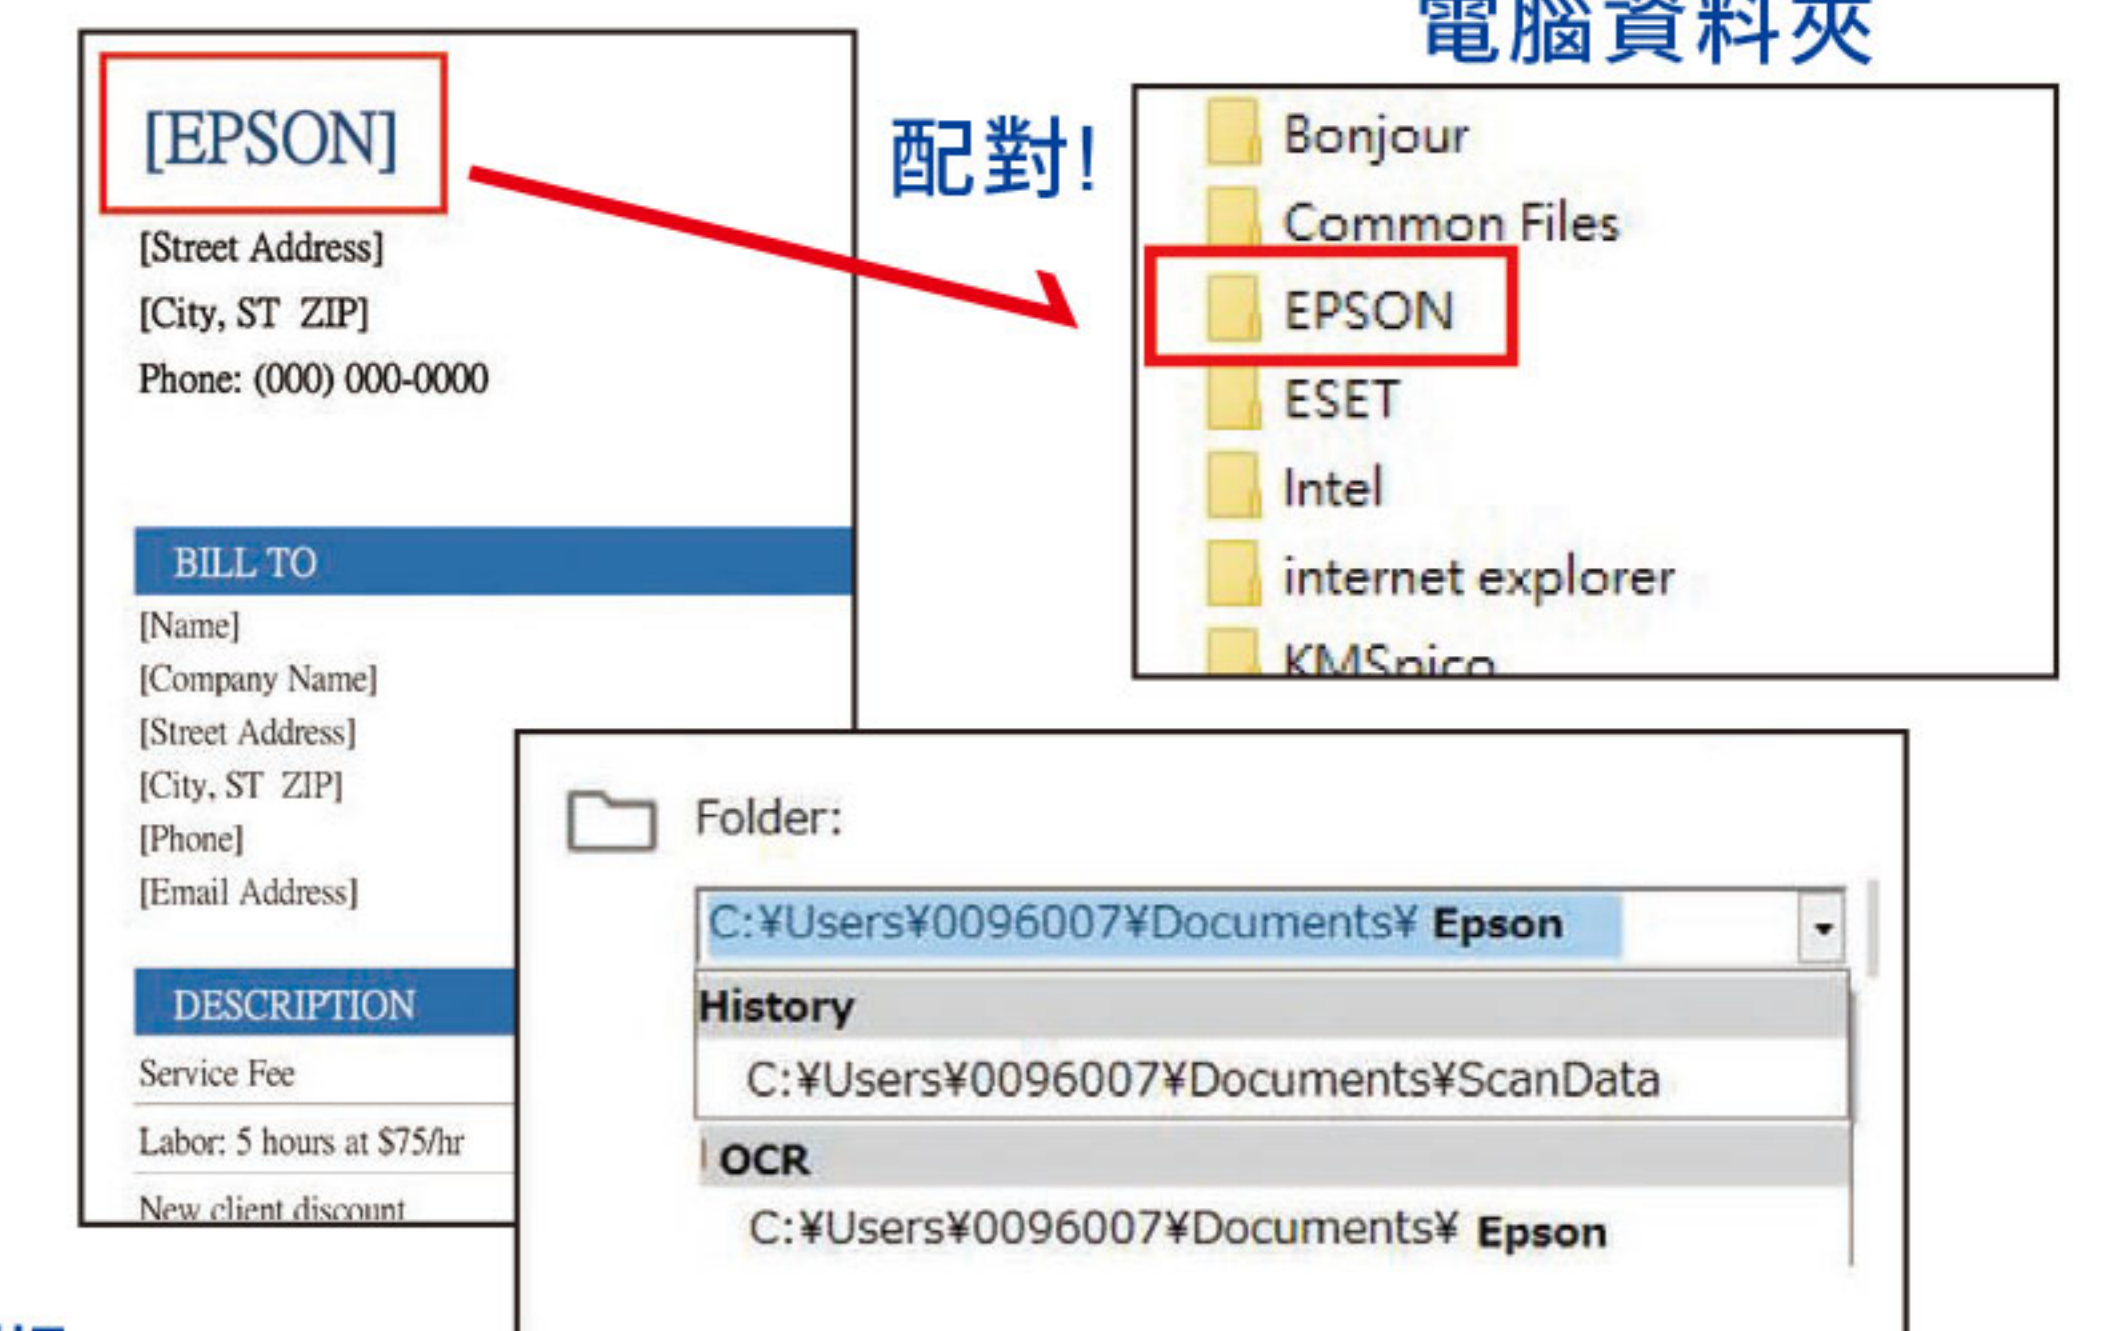 電腦資料夾
[EPSON]
[Street Address]
[City, ST ZIP]
Phone: (000) 000-0000
BILL TO
[Name]
[Company Name]
[Street Address]
[City, ST ZIP]
[Phone]
[Email Address]
DESCRIPTION
Service Fee
Labor: 5 hours at $75/hr
New client discount
配對!
Bonjour
Common Files
EPSON
ESET
Intel
internet explorer
KMSpico
Folder:
C:¥Users¥0096007¥Documents¥ Epson
History
C:¥Users¥0096007¥Documents¥ScanData
OCR
C:¥Users¥0096007¥Documents¥ Epson